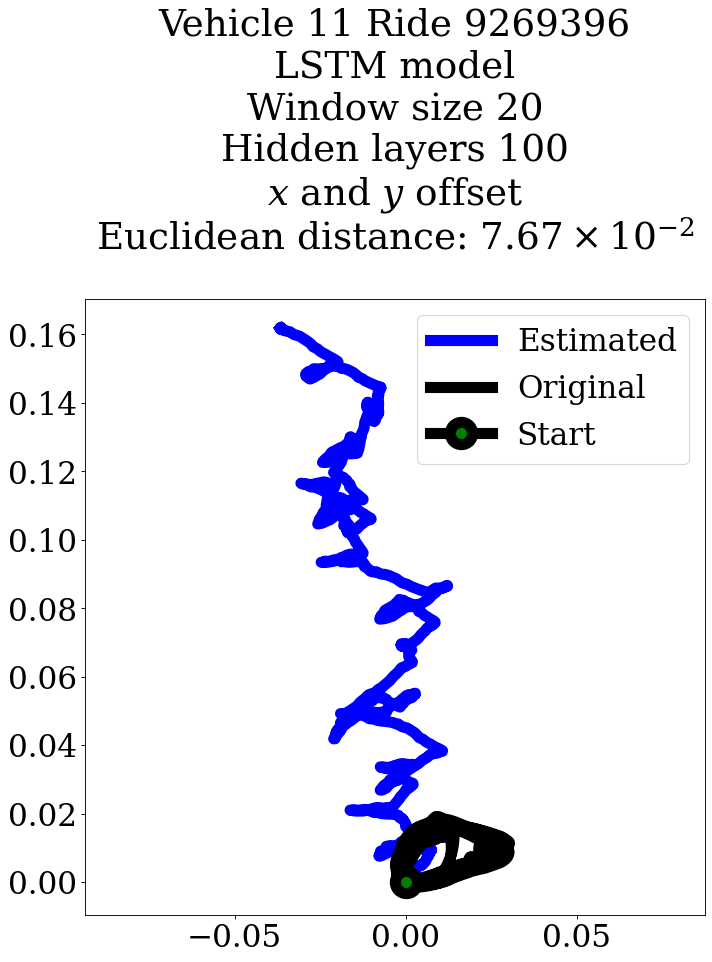 Vehicle 11 Ride 9269396
LSTM model
Window size 20
Hidden layers 100
x and y offset
Euclidean distance: 7.67 × 10⁻²
Estimated
Original
Start
0.16
0.14
0.12
0.10
0.08
0.06
0.04
0.02
0.00
−0.05 0.00 0.05